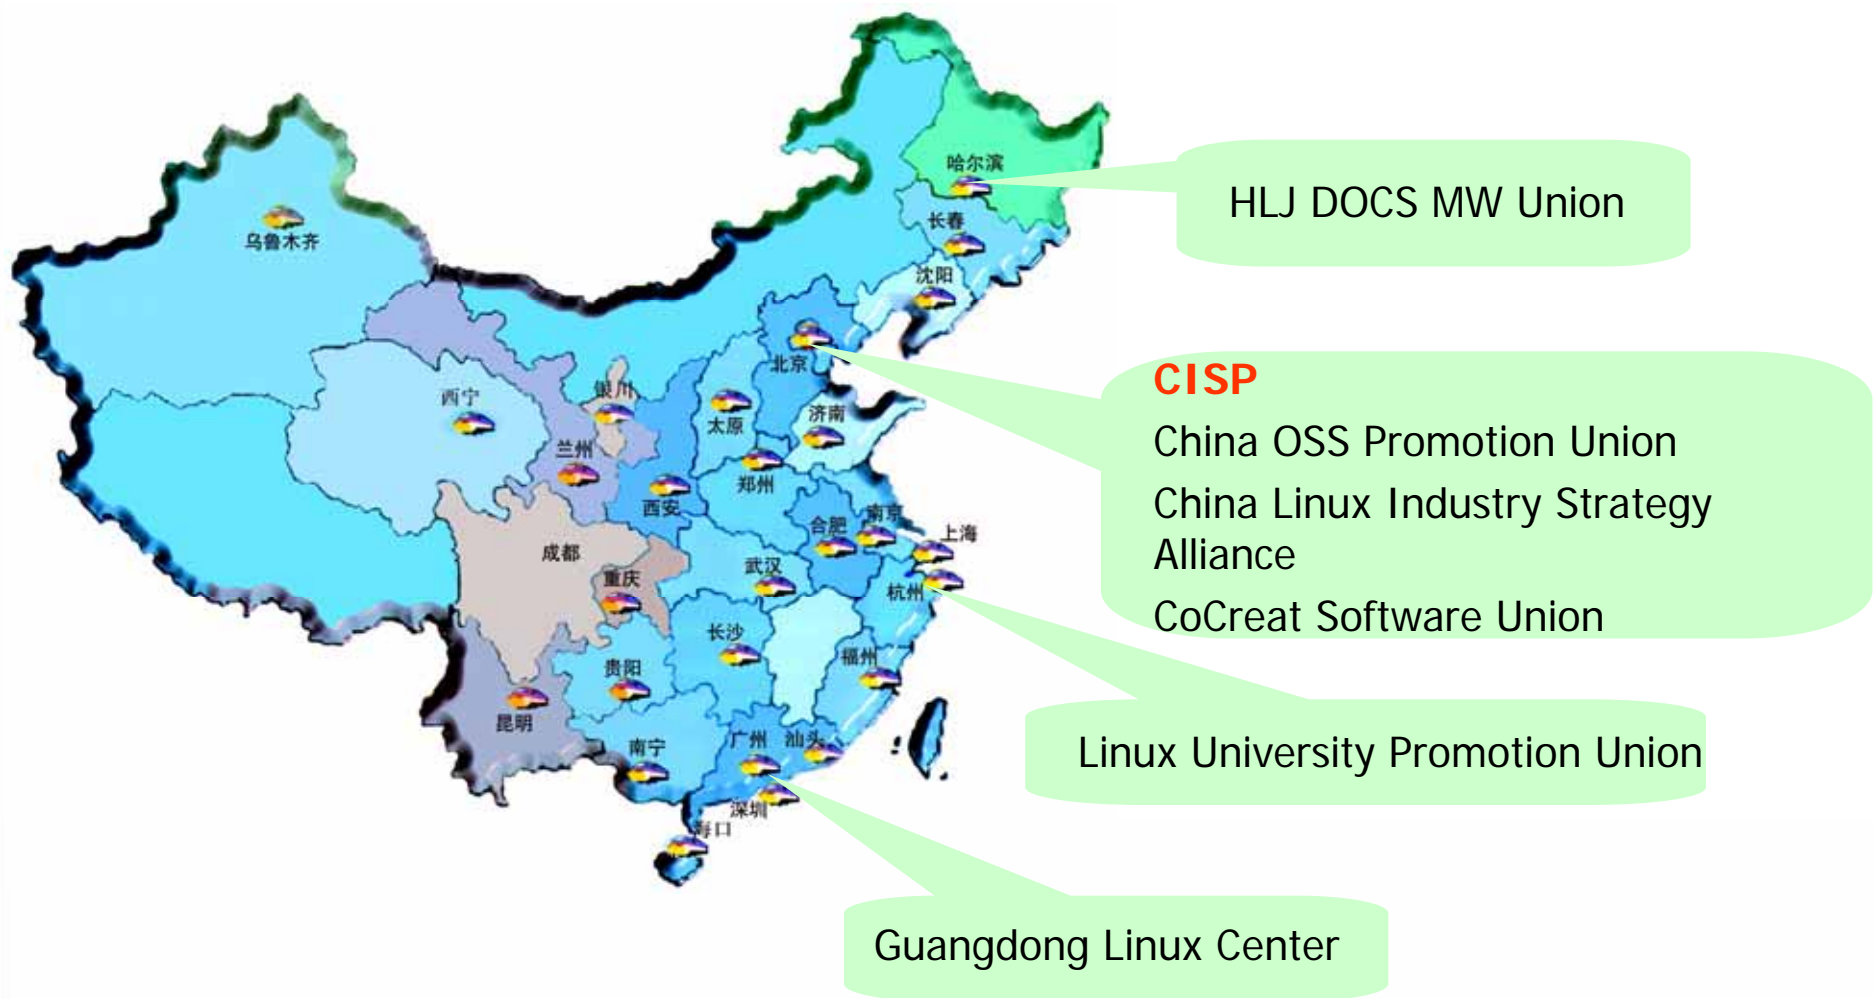 哈尔滨
HLJ DOCS MW Union
长春
乌鲁木齐
沈阳
北京
CISP
China OSS Promotion Union
China Linux Industry Strategy
Alliance
CoCreat Software Union
西宁
银川
太原
济南
兰州
郑州
西安
合肥
南京
上海
成都
武汉
重庆
杭州
长沙
福州
贵阳
昆明
南宁
广州
汕头
Linux University Promotion Union
深圳
海口
Guangdong Linux Center